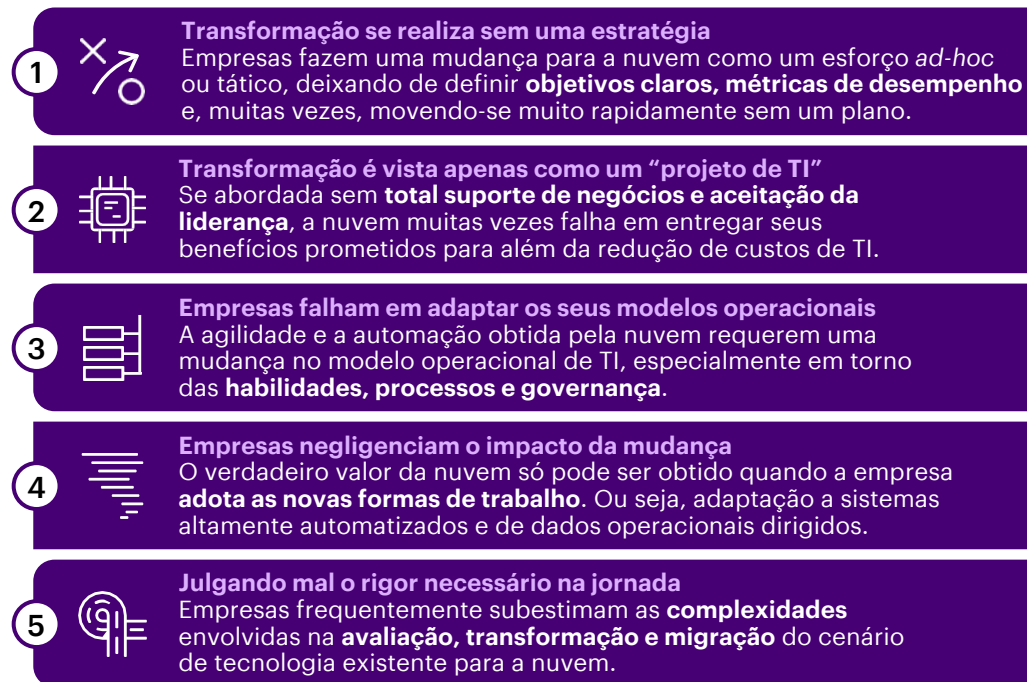 1
Transformação se realiza sem uma estratégia
Empresas fazem uma mudança para a nuvem como um esforço ad-hoc
ou tático, deixando de definir objetivos claros, métricas de desempenho
e, muitas vezes, movendo-se muito rapidamente sem um plano.
2
Transformação é vista apenas como um “projeto de TI”
Se abordada sem total suporte de negócios e aceitação da
liderança, a nuvem muitas vezes falha em entregar seus
benefícios prometidos para além da redução de custos de TI.
3
Empresas falham em adaptar os seus modelos operacionais
A agilidade e a automação obtida pela nuvem requerem uma
mudança no modelo operacional de TI, especialmente em torno
das habilidades, processos e governança.
4
Empresas negligenciam o impacto da mudança
O verdadeiro valor da nuvem só pode ser obtido quando a empresa
adota as novas formas de trabalho. Ou seja, adaptação a sistemas
altamente automatizados e de dados operacionais dirigidos.
5
Julgando mal o rigor necessário na jornada
Empresas frequentemente subestimam as complexidades
envolvidas na avaliação, transformação e migração do cenário
de tecnologia existente para a nuvem.